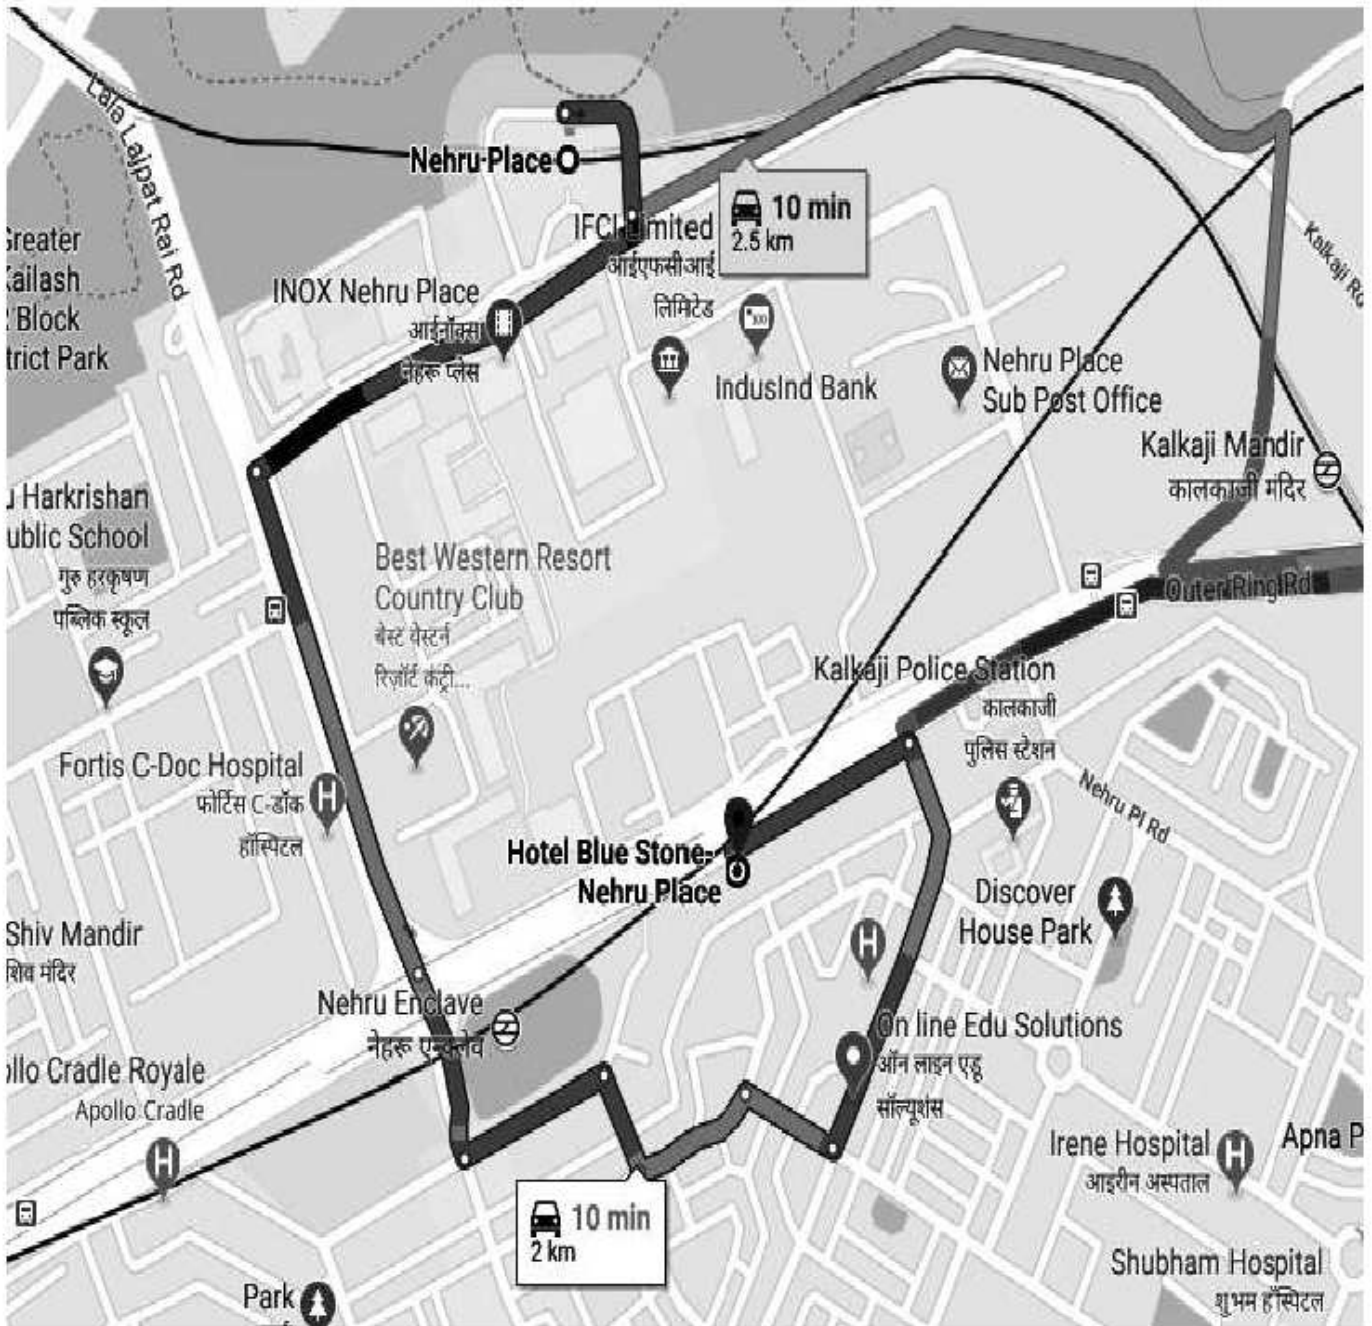 Lala Lajpat Rai Rd
Nehru Place
IFCI Limited
आईएफसीआई
लिमिटेड
10 min
2.5 km
Kalkaji Rd
Greater
Kailash
Block
trict Park
INOX Nehru Place
आईनॉक्स
नेहरू प्लेस
IndusInd Bank
Nehru Place
Sub Post Office
Kalkaji Mandir
कालकाजी मंदिर
u Harkrishan
ublic School
गुरु हरकृषण
पब्लिक स्कूल
Best Western Resort
Country Club
बेस्ट वेस्टर्न
रिज़ॉर्ट कंट्री...
Outer Ring Rd
Kalkaji Police Station
कालकाजी
पुलिस स्टेशन
Fortis C-Doc Hospital
फोर्टिस C-डॉक
हॉस्पिटल
Nehru Pl Rd
Hotel Blue Stone-
Nehru Place
Discover
House Park
Shiv Mandir
शिव मंदिर
Nehru Enclave
नेहरू एन्क्लेव
On line Edu Solutions
ऑन लाइन एडू
सॉल्यूशंस
ollo Cradle Royale
Apollo Cradle
Irene Hospital
आइरीन अस्पताल
Apna P
10 min
2 km
Shubham Hospital
शुभम हॉस्पिटल
Park